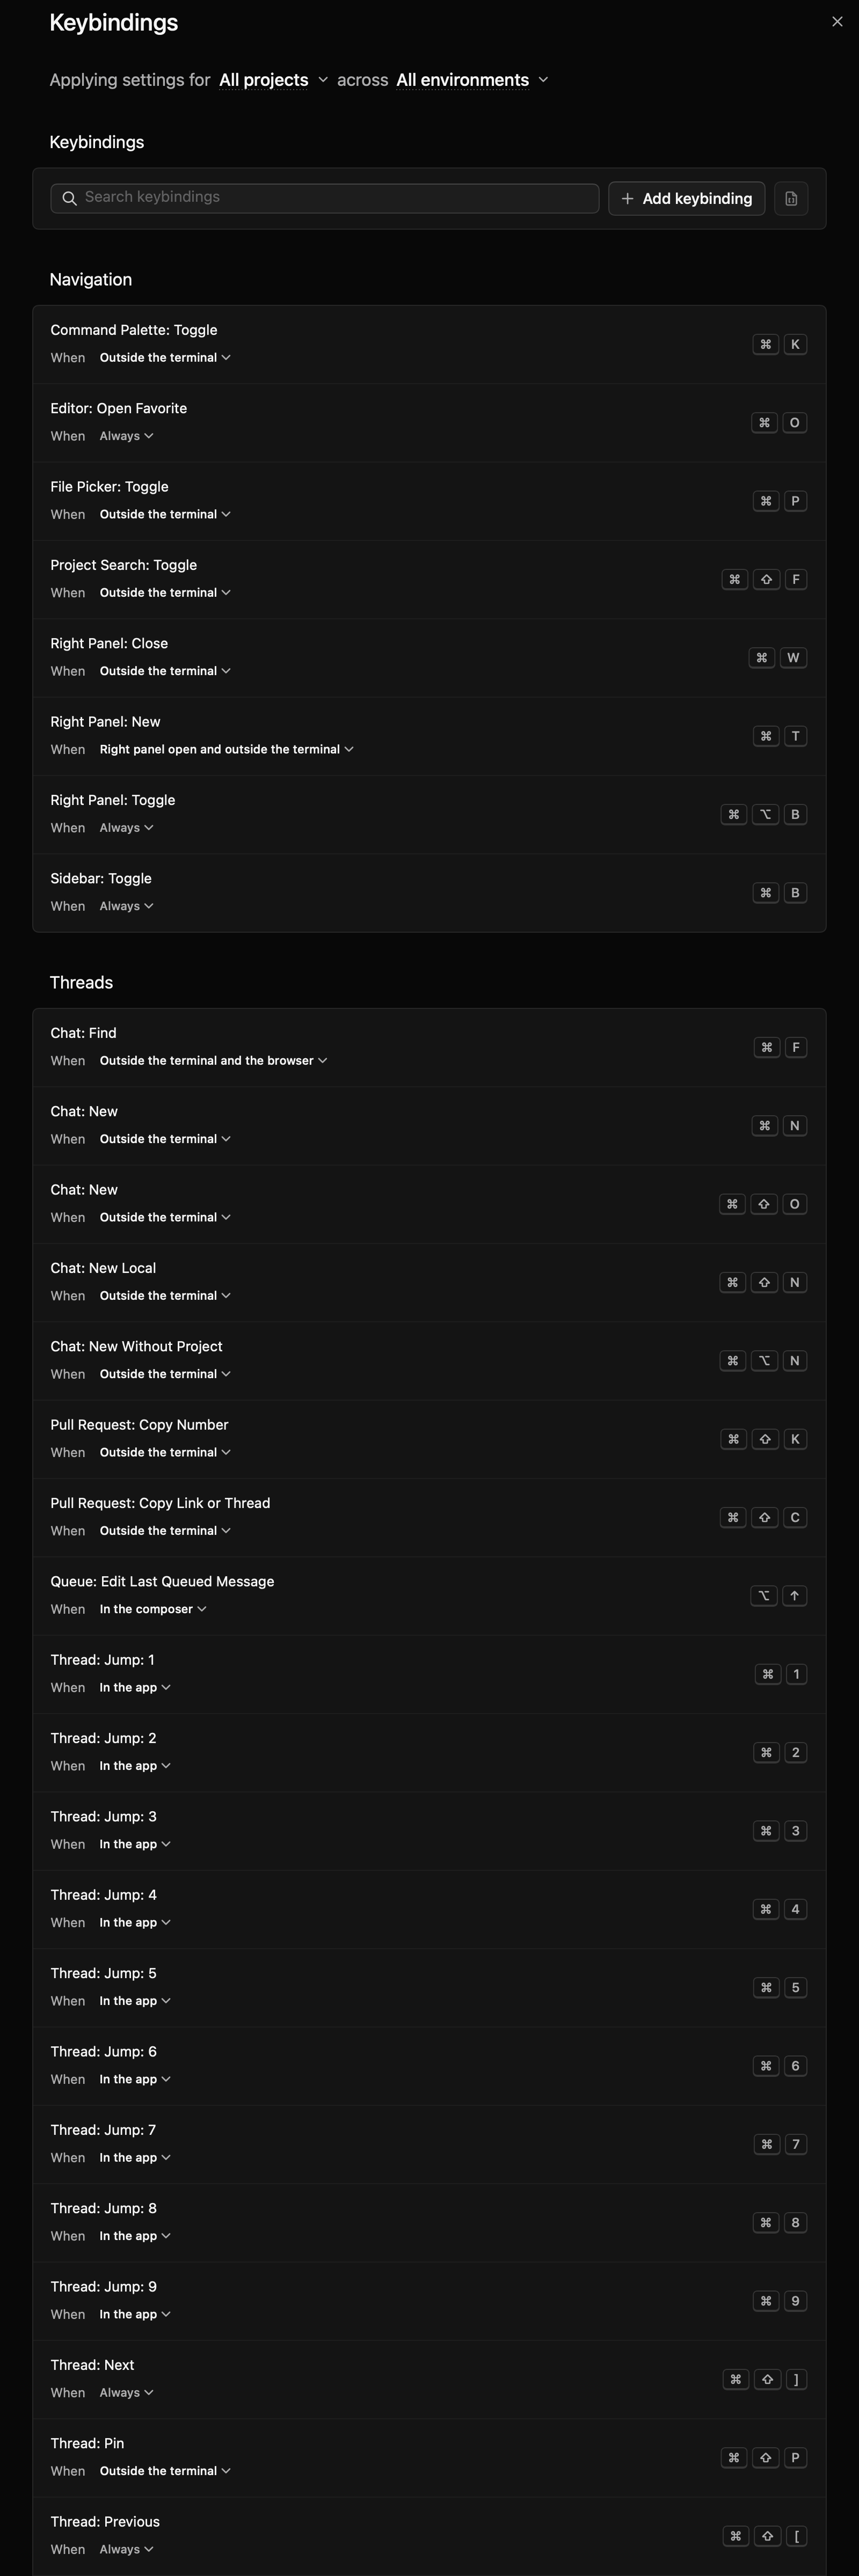 Keybindings
Applying settings for All projects across All environments
Keybindings
Search keybindings
+ Add keybinding
Navigation
Command Palette: Toggle
When Outside the terminal
⌘ K
Editor: Open Favorite
When Always
⌘ O
File Picker: Toggle
When Outside the terminal
⌘ P
Project Search: Toggle
When Outside the terminal
⌘ ⇧ F
Right Panel: Close
When Outside the terminal
⌘ W
Right Panel: New
When Right panel open and outside the terminal
⌘ T
Right Panel: Toggle
When Always
⌘ ⌥ B
Sidebar: Toggle
When Always
⌘ B
Threads
Chat: Find
When Outside the terminal and the browser
⌘ F
Chat: New
When Outside the terminal
⌘ N
Chat: New
When Outside the terminal
⌘ ⇧ O
Chat: New Local
When Outside the terminal
⌘ ⇧ N
Chat: New Without Project
When Outside the terminal
⌘ ⌥ N
Pull Request: Copy Number
When Outside the terminal
⌘ ⇧ K
Pull Request: Copy Link or Thread
When Outside the terminal
⌘ ⇧ C
Queue: Edit Last Queued Message
When In the composer
⌥ ↑
Thread: Jump: 1
When In the app
⌘ 1
Thread: Jump: 2
When In the app
⌘ 2
Thread: Jump: 3
When In the app
⌘ 3
Thread: Jump: 4
When In the app
⌘ 4
Thread: Jump: 5
When In the app
⌘ 5
Thread: Jump: 6
When In the app
⌘ 6
Thread: Jump: 7
When In the app
⌘ 7
Thread: Jump: 8
When In the app
⌘ 8
Thread: Jump: 9
When In the app
⌘ 9
Thread: Next
When Always
⌘ ⇧ ]
Thread: Pin
When Outside the terminal
⌘ ⇧ P
Thread: Previous
When Always
⌘ ⇧ [